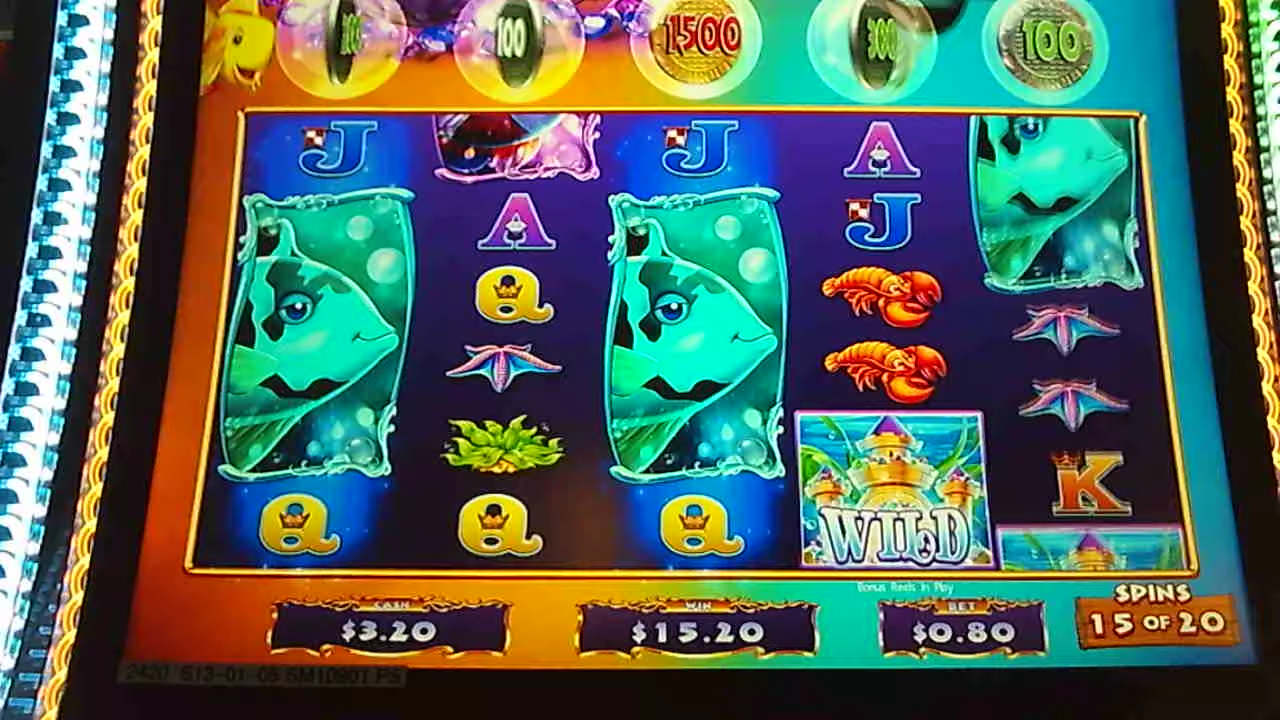 100 100 1500 300 100
J J A
A J
Q
K
Q Q Q WILD
Bonus Reels In Play
CASH WIN BET SPINS
$3.20 $15.20 $0.80 15 OF 20